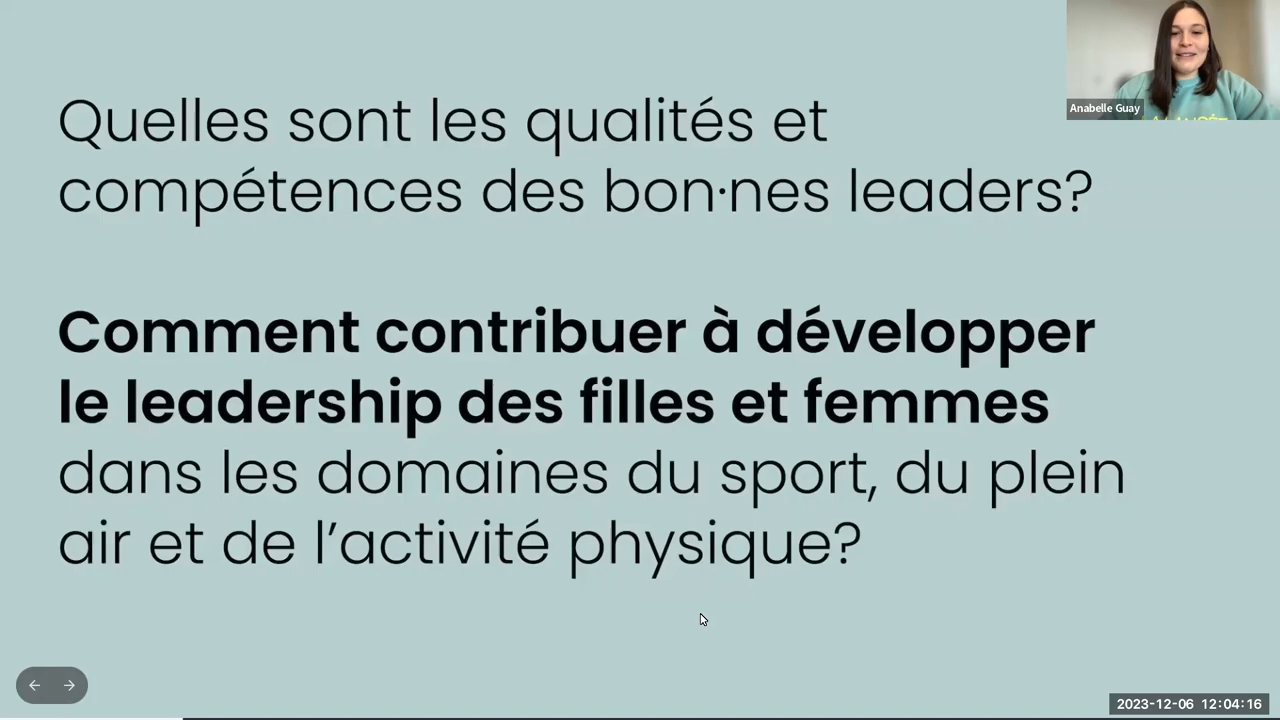 Quelles sont les qualités et
compétences des bon·nes leaders?
Comment contribuer à développer
le leadership des filles et femmes
dans les domaines du sport, du plein
air et de l’activité physique?
Anabelle Guay
2023-12-06 12:04:16